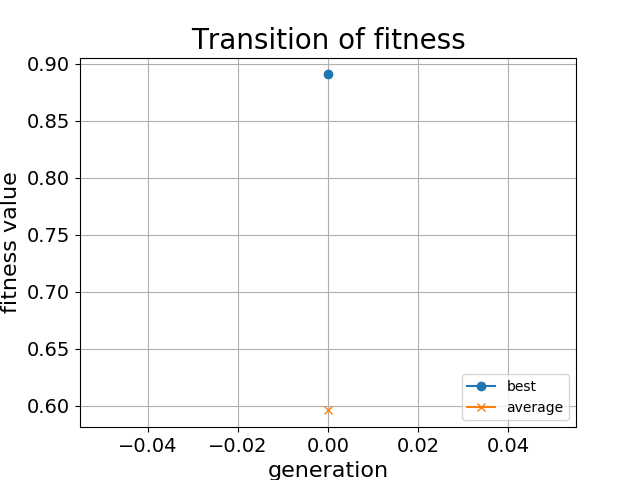 Transition of fitness
0.90
0.85
0.80
0.75
0.70
0.65
0.60
fitness value
−0.04 −0.02 0.00 0.02 0.04
generation
best
average